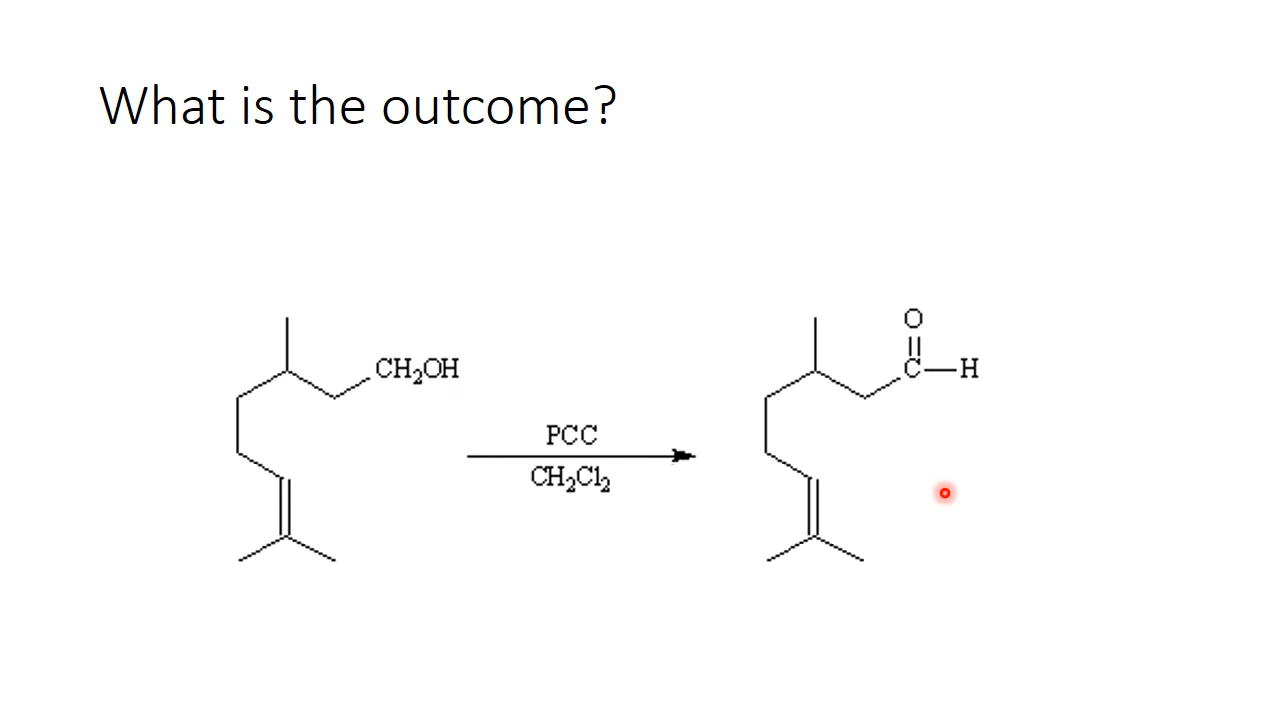 What is the outcome?
O
CH₂OH
C
H
PCC
CH₂Cl₂